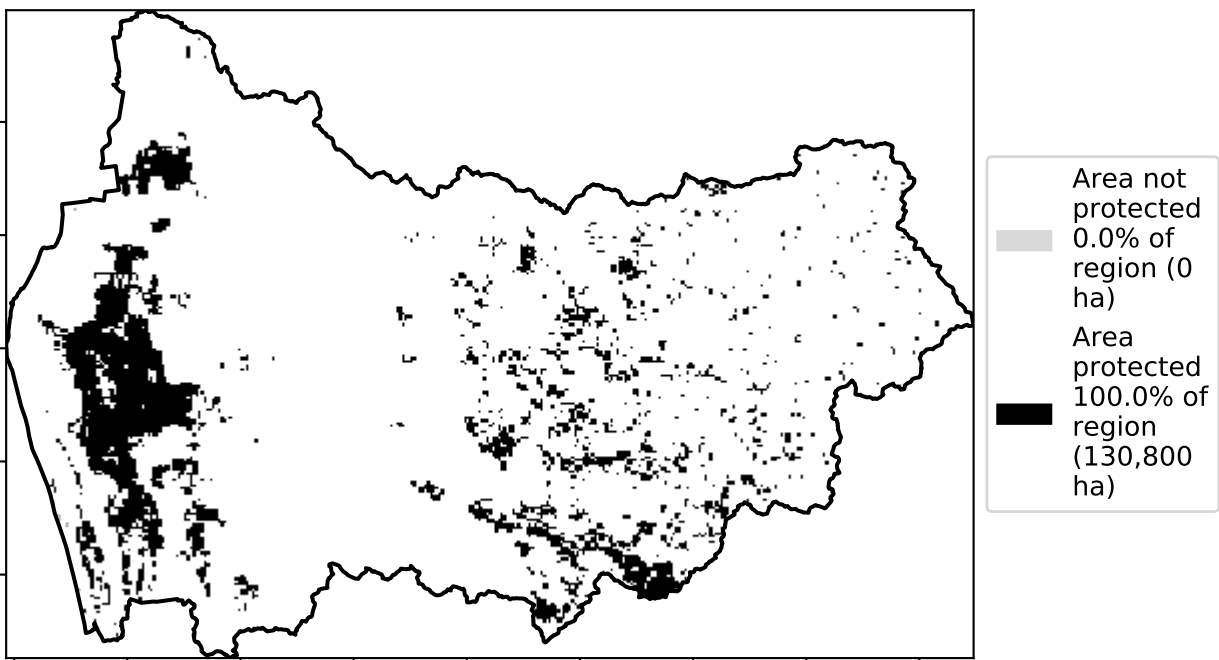 Area not
protected
0.0% of
region (0
ha)
Area
protected
100.0% of
region
(130,800
ha)